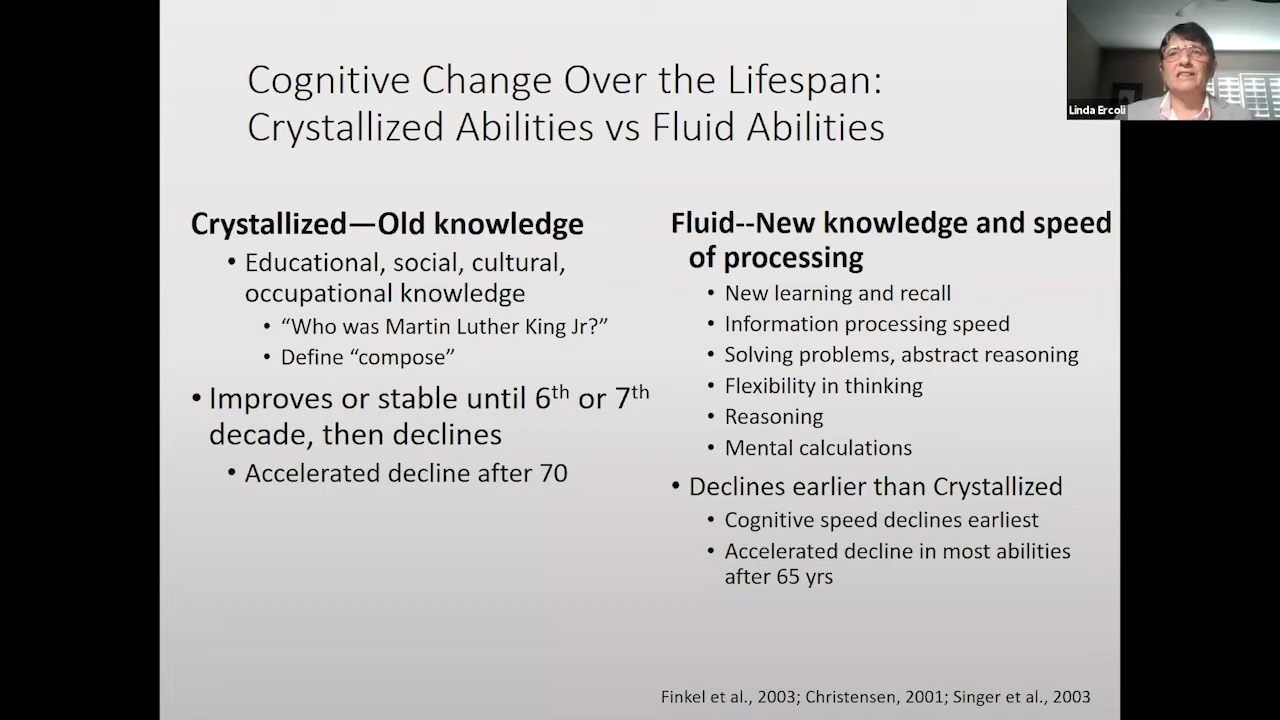 Cognitive Change Over the Lifespan:
Crystallized Abilities vs Fluid Abilities
Linda Ercoli
Crystallized—Old knowledge
• Educational, social, cultural,
occupational knowledge
• “Who was Martin Luther King Jr?”
• Define “compose”
• Improves or stable until 6th or 7th
decade, then declines
• Accelerated decline after 70
Fluid--New knowledge and speed
of processing
• New learning and recall
• Information processing speed
• Solving problems, abstract reasoning
• Flexibility in thinking
• Reasoning
• Mental calculations
• Declines earlier than Crystallized
• Cognitive speed declines earliest
• Accelerated decline in most abilities
after 65 yrs
Finkel et al., 2003; Christensen, 2001; Singer et al., 2003